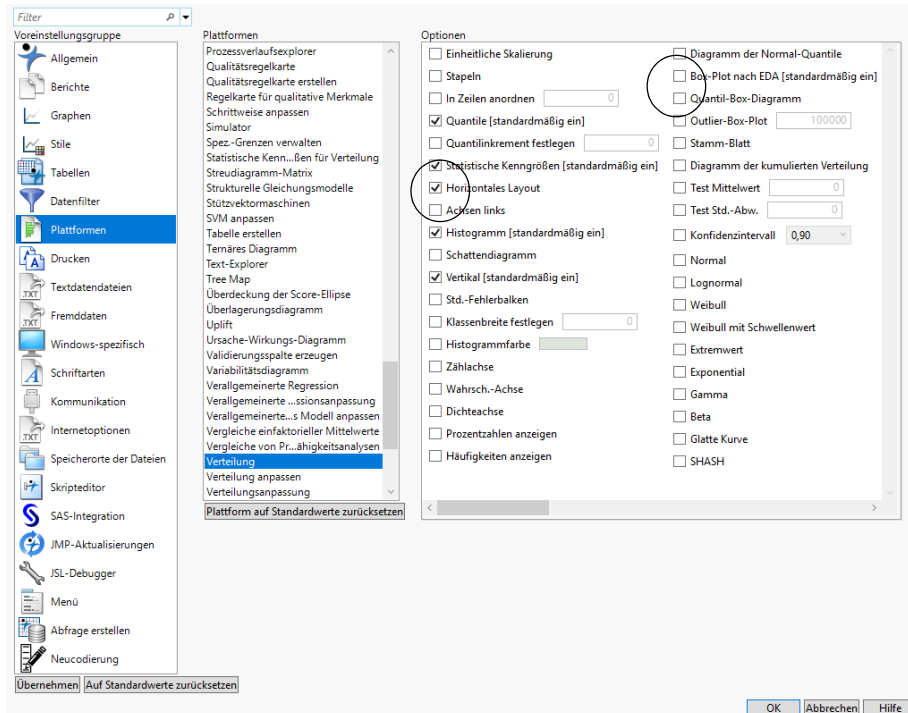 Filter
Voreinstellungsgruppe
Allgemein
Berichte
Graphen
Stile
Tabellen
Datenfilter
Plattformen
Drucken
Textdatendateien
Fremddaten
Windows-spezifisch
Schriftarten
Kommunikation
Internetoptionen
Speicherorte der Dateien
Skripteditor
SAS-Integration
JMP-Aktualisierungen
JSL-Debugger
Menü
Abfrage erstellen
Neucodierung
Übernehmen
Auf Standardwerte zurücksetzen
Plattformen
Prozessverlaufsexplorer
Qualitätsregelkarte
Qualitätsregelkarte erstellen
Regelkarte für qualitative Merkmale
Schrittweise anpassen
Simulator
Spez.-Grenzen verwalten
Statistische Kenn...ßen für Verteilung
Streudiagramm-Matrix
Strukturelle Gleichungsmodelle
Stützvektormaschinen
SVM anpassen
Tabelle erstellen
Ternäres Diagramm
Text-Explorer
Tree Map
Überdeckung der Score-Ellipse
Überlagerungsdiagramm
Uplift
Ursache-Wirkungs-Diagramm
Validierungsspalte erzeugen
Variabilitätsdiagramm
Verallgemeinerte Regression
Verallgemeinerte ...ssionsanpassung
Verallgemeinerte...s Modell anpassen
Vergleiche einfaktorieller Mittelwerte
Vergleiche von Pr...ähigkeitsanalysen
Verteilung
Verteilung anpassen
Verteilungsanpassung
Plattform auf Standardwerte zurücksetzen
Optionen
Einheitliche Skalierung
Stapeln
In Zeilen anordnen 0
Quantile [standardmäßig ein]
Quantilinkrement festlegen 0
Statistische Kenngrößen [standardmäßig ein]
Horizontales Layout
Achsen links
Histogramm [standardmäßig ein]
Schattendiagramm
Vertikal [standardmäßig ein]
Std.-Fehlerbalken
Klassenbreite festlegen 0
Histogrammfarbe
Zählachse
Wahrsch.-Achse
Dichteachse
Prozentzahlen anzeigen
Häufigkeiten anzeigen
Diagramm der Normal-Quantile
Box-Plot nach EDA [standardmäßig ein]
Quantil-Box-Diagramm
Outlier-Box-Plot 100000
Stamm-Blatt
Diagramm der kumulierten Verteilung
Test Mittelwert 0
Test Std.-Abw. 0
Konfidenzintervall 0,90
Normal
Lognormal
Weibull
Weibull mit Schwellenwert
Extremwert
Exponential
Gamma
Beta
Glatte Kurve
SHASH
OK
Abbrechen
Hilfe